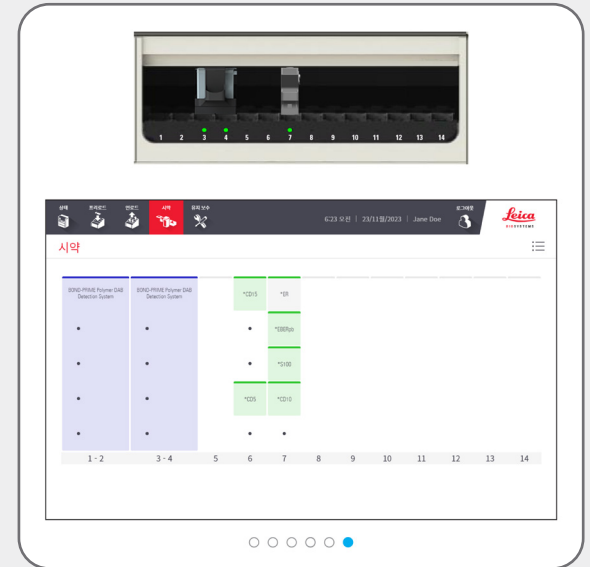 1 2 3 4 5 6 7 8 9 10 11 12 13 14
상태 프리로드 언로드 시약 유지 보수 6:23 오전 | 23/11월/2023 | Jane Doe 로그아웃
Leica
BIOSYSTEMS
시약
BOND-PRIME Polymer DAB Detection System
BOND-PRIME Polymer DAB Detection System
*CD15 *ER
*EBERpb
*S100
*CD5 *CD10
1 - 2 3 - 4 5 6 7 8 9 10 11 12 13 14